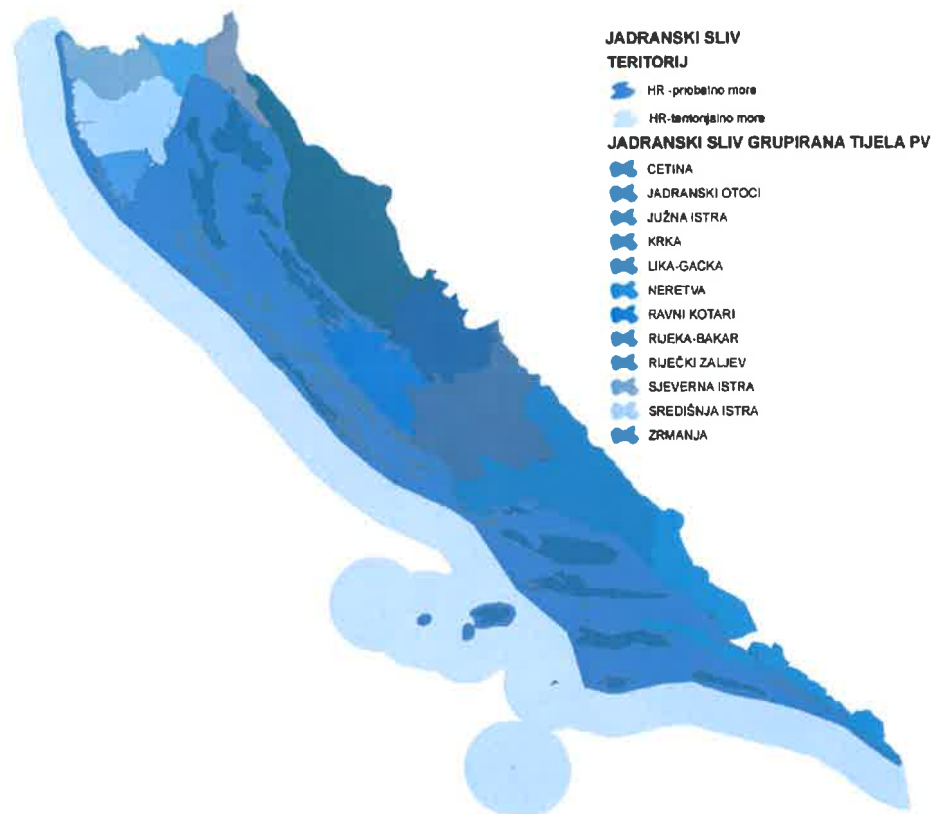 JADRANSKI SLIV
TERITORIJ
HR -priobalno more
HR-teritorijalno more
JADRANSKI SLIV GRUPIRANA TIJELA PV
CETINA
JADRANSKI OTOCI
JUŽNA ISTRA
KRKA
LIKA-GACKA
NERETVA
RAVNI KOTARI
RIJEKA-BAKAR
RIJEČKI ZALJEV
SJEVERNA ISTRA
SREDIŠNJA ISTRA
ZRMANJA